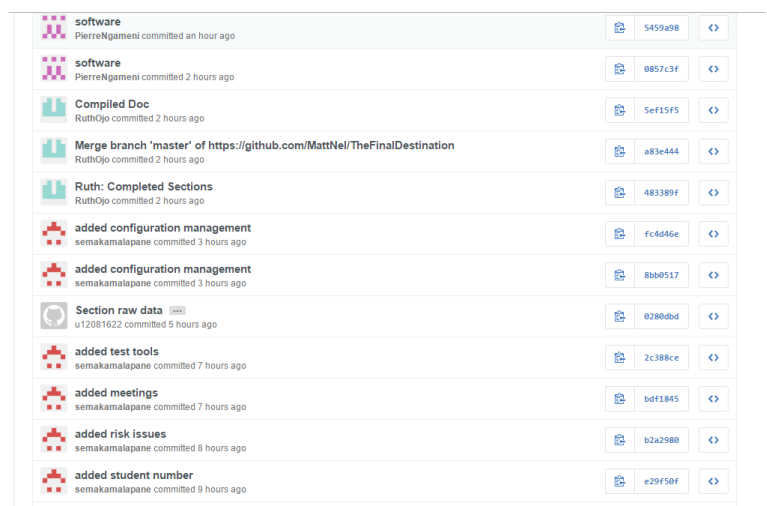 software
PierreNgameni committed an hour ago
5459a98
software
PierreNgameni committed 2 hours ago
0857c3f
Compiled Doc
RuthOjo committed 2 hours ago
5ef15f5
Merge branch 'master' of https://github.com/MattNel/TheFinalDestination
RuthOjo committed 2 hours ago
a83e444
Ruth: Completed Sections
RuthOjo committed 2 hours ago
483389f
added configuration management
semakamalapane committed 3 hours ago
fc4d46e
added configuration management
semakamalapane committed 3 hours ago
8bb0517
Section raw data ...
u12081622 committed 5 hours ago
0280dbd
added test tools
semakamalapane committed 7 hours ago
2c388ce
added meetings
semakamalapane committed 7 hours ago
bdf1845
added risk issues
semakamalapane committed 8 hours ago
b2a2980
added student number
semakamalapane committed 9 hours ago
e29f50f